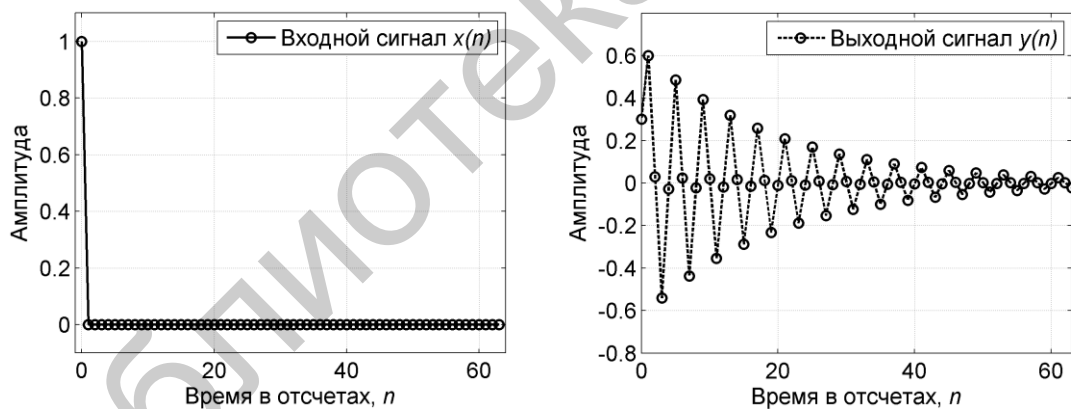 Входной сигнал x(n)
1
0.8
0.6
0.4
0.2
0
Амплитуда
0 20 40 60
Время в отсчетах, n
Выходной сигнал y(n)
0.6
0.4
0.2
0
-0.2
-0.4
-0.6
-0.8
Амплитуда
0 20 40 60
Время в отсчетах, n
блиотека